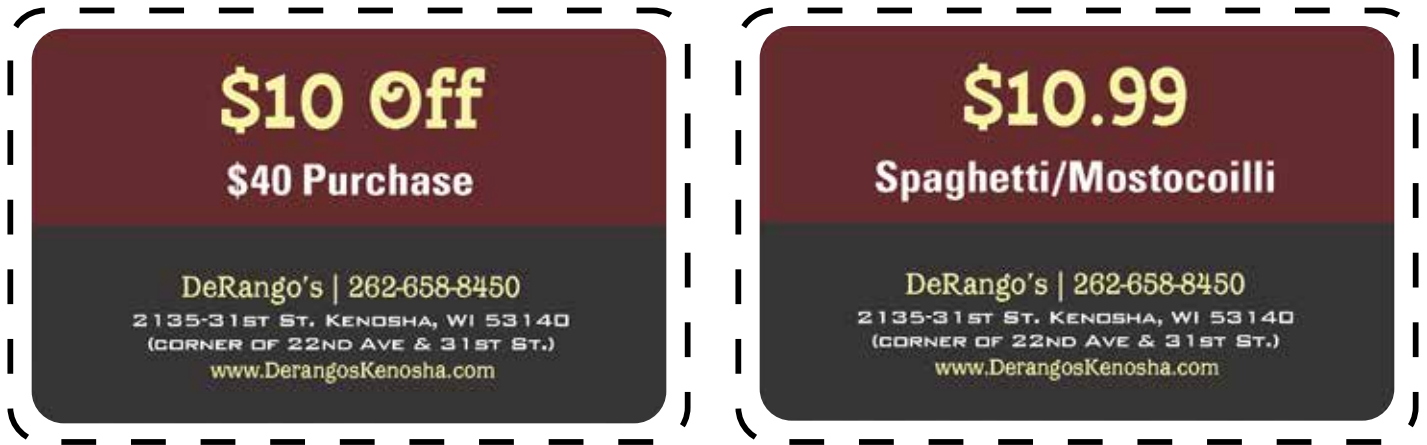 $10 Off
$40 Purchase
DeRango's | 262-658-8450
2135-31st St. Kenosha, WI 53140
(corner of 22nd Ave & 31st St.)
www.DerangosKenosha.com
$10.99
Spaghetti/Mostocoilli
DeRango's | 262-658-8450
2135-31st St. Kenosha, WI 53140
(corner of 22nd Ave & 31st St.)
www.DerangosKenosha.com